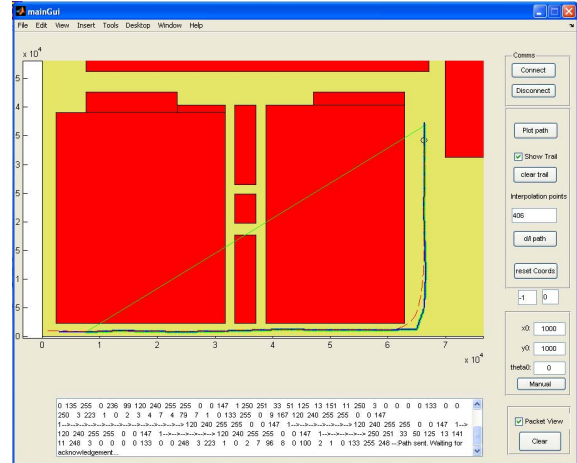 mainGui
File Edit View Insert Tools Desktop Window Help
x 10^4
5
4
3
2
1
0
0 1 2 3 4 5 6 7
x 10^4
Comms
Connect
Disconnect
Plot path
Show Trail
clear trail
Interpolation points
406
d/l path
reset Coords
-1 0
x0: 1000
y0: 1000
theta0: 0
Manual
Packet View
Clear
0 135 255 0 236 99 120 240 255 255 0 0 147 1 250 251 33 51 125 13 151 11 250 3 0 0 0 0 133 0 0
250 3 223 1 0 2 3 4 7 4 79 7 1 0 133 255 0 9 167 120 240 255 255 0 0 147
1-->-->-->-->-->-->-->-->-->--> 120 240 255 255 0 0 147 1-->-->-->-->-->-->-->-->-->-->
120 240 255 255 0 0 147 1-->--> 120 240 255 255 0 0 147 1-->-->-->-->--> 250 251 33 50 125 13 141
11 248 3 0 0 0 0 133 0 0 248 3 223 1 0 2 7 96 8 0 100 2 1 0 133 255 248 --.Path sent. Waiting for
acknowledgement...